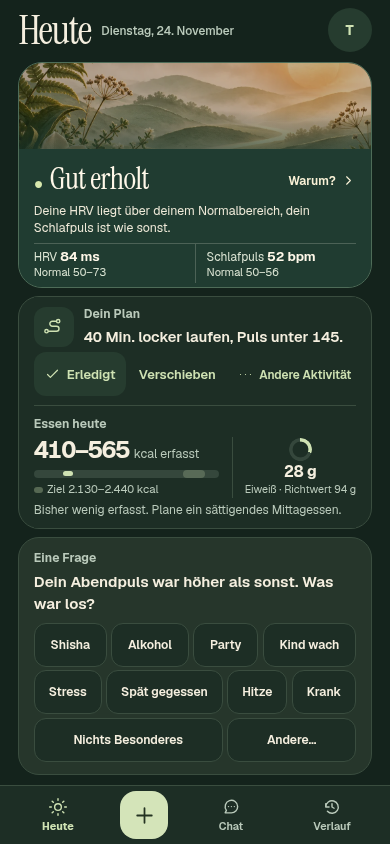 Heute
Dienstag, 24. November
T
Gut erholt
Warum?
Deine HRV liegt über deinem Normalbereich, dein
Schlafpuls ist wie sonst.
HRV 84 ms
Normal 50–73
Schlafpuls 52 bpm
Normal 50–56
Dein Plan
40 Min. locker laufen, Puls unter 145.
Erledigt
Verschieben
··· Andere Aktivität
Essen heute
410–565 kcal erfasst
Ziel 2.130–2.440 kcal
28 g
Eiweiß · Richtwert 94 g
Bisher wenig erfasst. Plane ein sättigendes Mittagessen.
Eine Frage
Dein Abendpuls war höher als sonst. Was
war los?
Shisha
Alkohol
Party
Kind wach
Stress
Spät gegessen
Hitze
Krank
Nichts Besonderes
Andere…
Heute
Chat
Verlauf